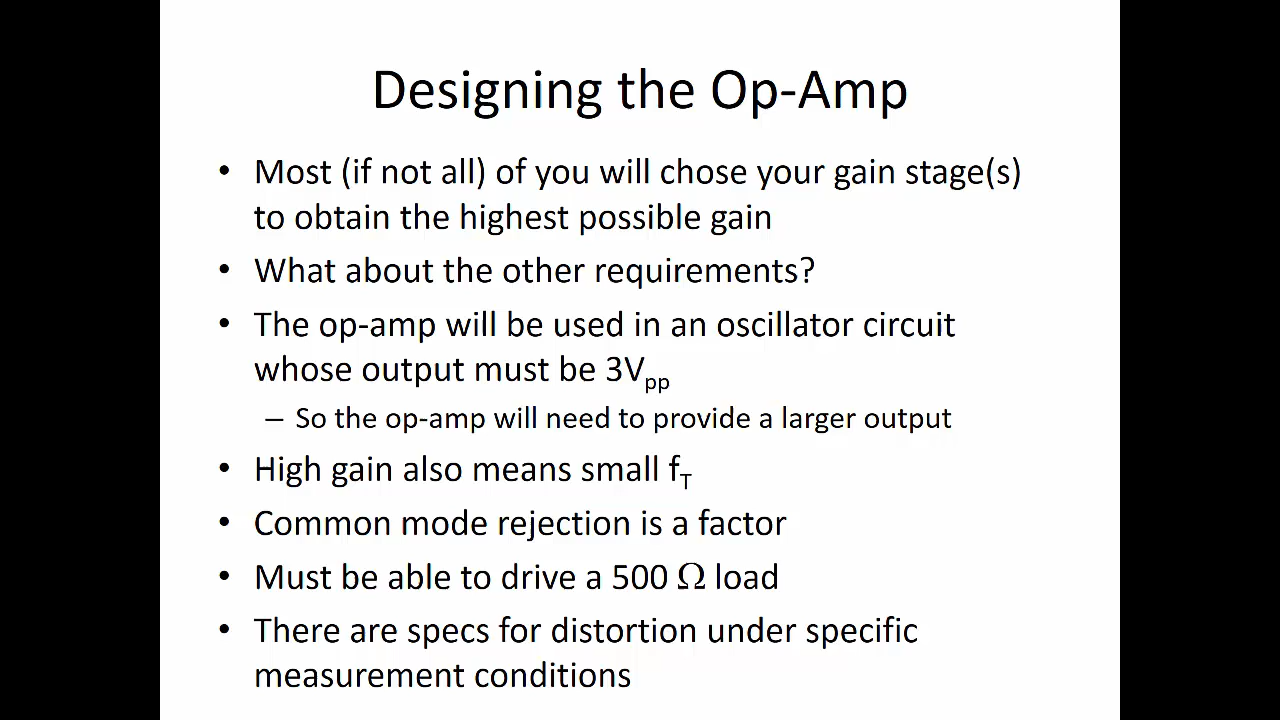 Designing the Op-Amp
• Most (if not all) of you will chose your gain stage(s)
to obtain the highest possible gain
• What about the other requirements?
• The op-amp will be used in an oscillator circuit
whose output must be 3Vpp
– So the op-amp will need to provide a larger output
• High gain also means small fT
• Common mode rejection is a factor
• Must be able to drive a 500 Ω load
• There are specs for distortion under specific
measurement conditions